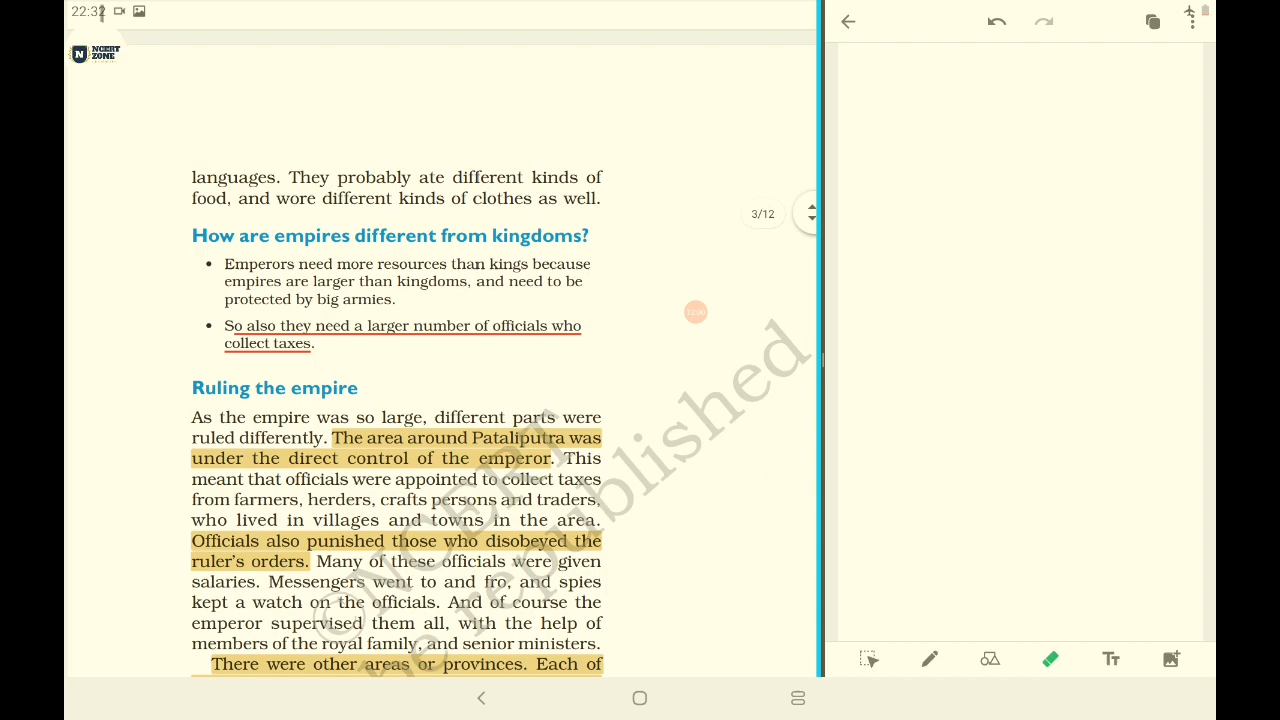 22:32
NCERT
ZONE
languages. They probably ate different kinds of
food, and wore different kinds of clothes as well.
3/12
How are empires different from kingdoms?
• Emperors need more resources than kings because
empires are larger than kingdoms, and need to be
protected by big armies.
• So also they need a larger number of officials who
collect taxes.
12:00
Ruling the empire
As the empire was so large, different parts were
ruled differently. The area around Pataliputra was
under the direct control of the emperor. This
meant that officials were appointed to collect taxes
from farmers, herders, crafts persons and traders,
who lived in villages and towns in the area.
Officials also punished those who disobeyed the
ruler's orders. Many of these officials were given
salaries. Messengers went to and fro, and spies
kept a watch on the officials. And of course the
emperor supervised them all, with the help of
members of the royal family, and senior ministers.
There were other areas or provinces. Each of
©NCERT
be republished
Tт